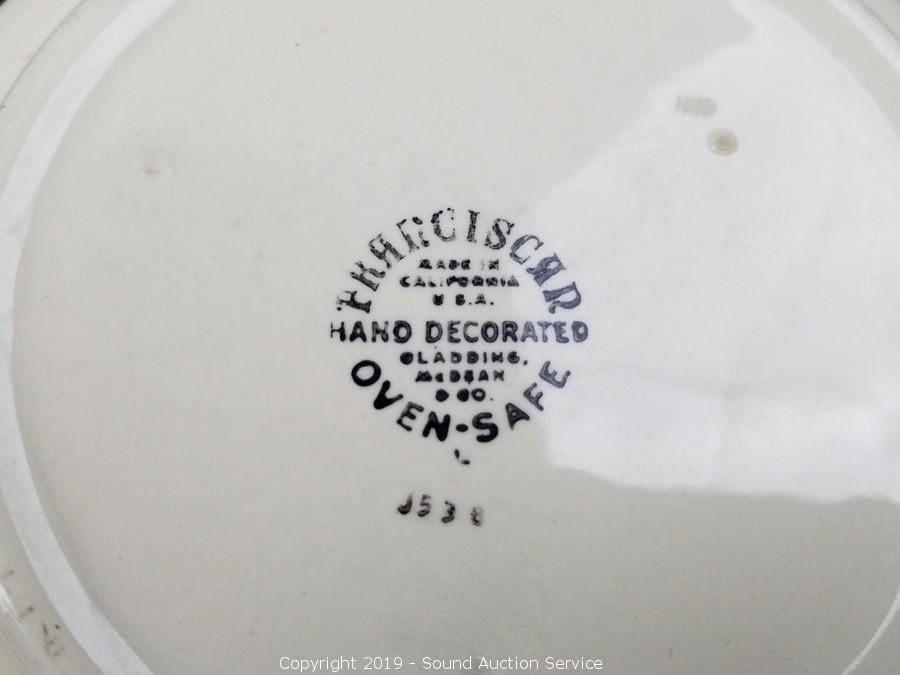 FRANCISCAN
MADE IN
CALIFORNIA
U.S.A.
HAND DECORATED
GLADDING,
McBEAN
& CO.
OVEN-SAFE
Copyright 2019 - Sound Auction Service